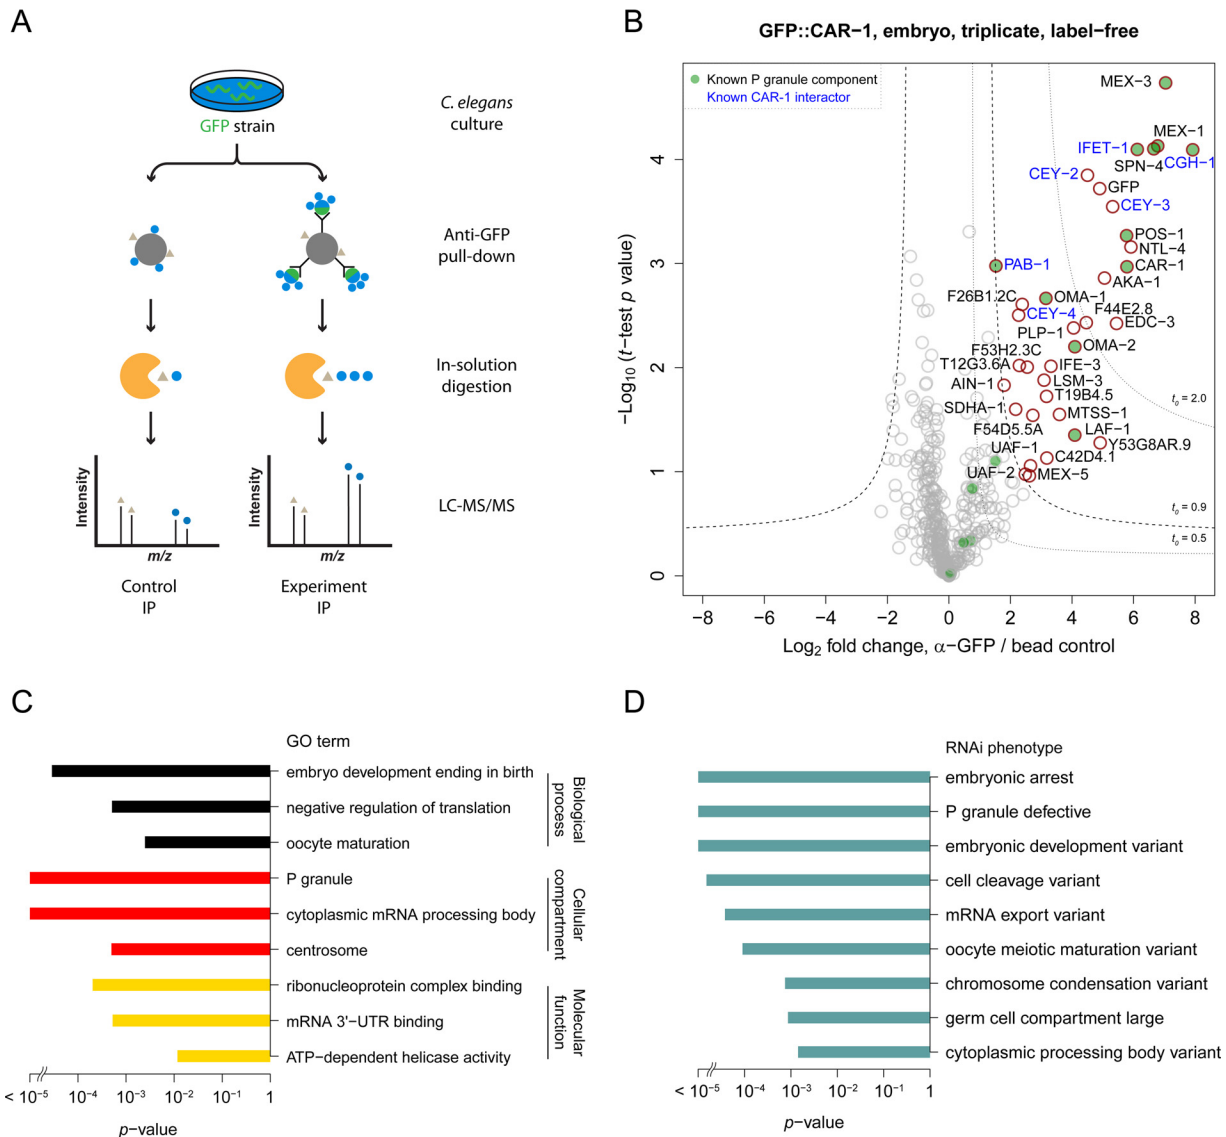 A
GFP strain
C. elegans
culture
Anti-GFP
pull-down
In-solution
digestion
LC-MS/MS
Intensity
m/z
Intensity
m/z
Control
IP
Experiment
IP
B
GFP::CAR−1, embryo, triplicate, label−free
Known P granule component
Known CAR-1 interactor
MEX−3
MEX−1
IFET−1
SPN−4
CGH−1
CEY−2
GFP
CEY−3
POS−1
NTL−4
PAB−1
CAR−1
AKA−1
F26B1.2C
OMA−1
CEY−4
F44E2.8
PLP−1
EDC−3
OMA−2
F53H2.3C
T12G3.6A
IFE−3
AIN−1
LSM−3
T19B4.5
SDHA−1
MTSS−1
F54D5.5A
LAF−1
UAF−1
Y53G8AR.9
C42D4.1
UAF−2
MEX−5
t0 = 2.0
t0 = 0.9
t0 = 0.5
−Log10 (t−test p value)
4
3
2
1
0
−8 −6 −4 −2 0 2 4 6 8
Log2 fold change, α−GFP / bead control
C
GO term
embryo development ending in birth
negative regulation of translation
oocyte maturation
P granule
cytoplasmic mRNA processing body
centrosome
ribonucleoprotein complex binding
mRNA 3'−UTR binding
ATP−dependent helicase activity
Biological
process
Cellular
compartment
Molecular
function
< 10−5 10−4 10−3 10−2 10−1 1
p−value
D
RNAi phenotype
embryonic arrest
P granule defective
embryonic development variant
cell cleavage variant
mRNA export variant
oocyte meiotic maturation variant
chromosome condensation variant
germ cell compartment large
cytoplasmic processing body variant
< 10−5 10−4 10−3 10−2 10−1 1
p−value